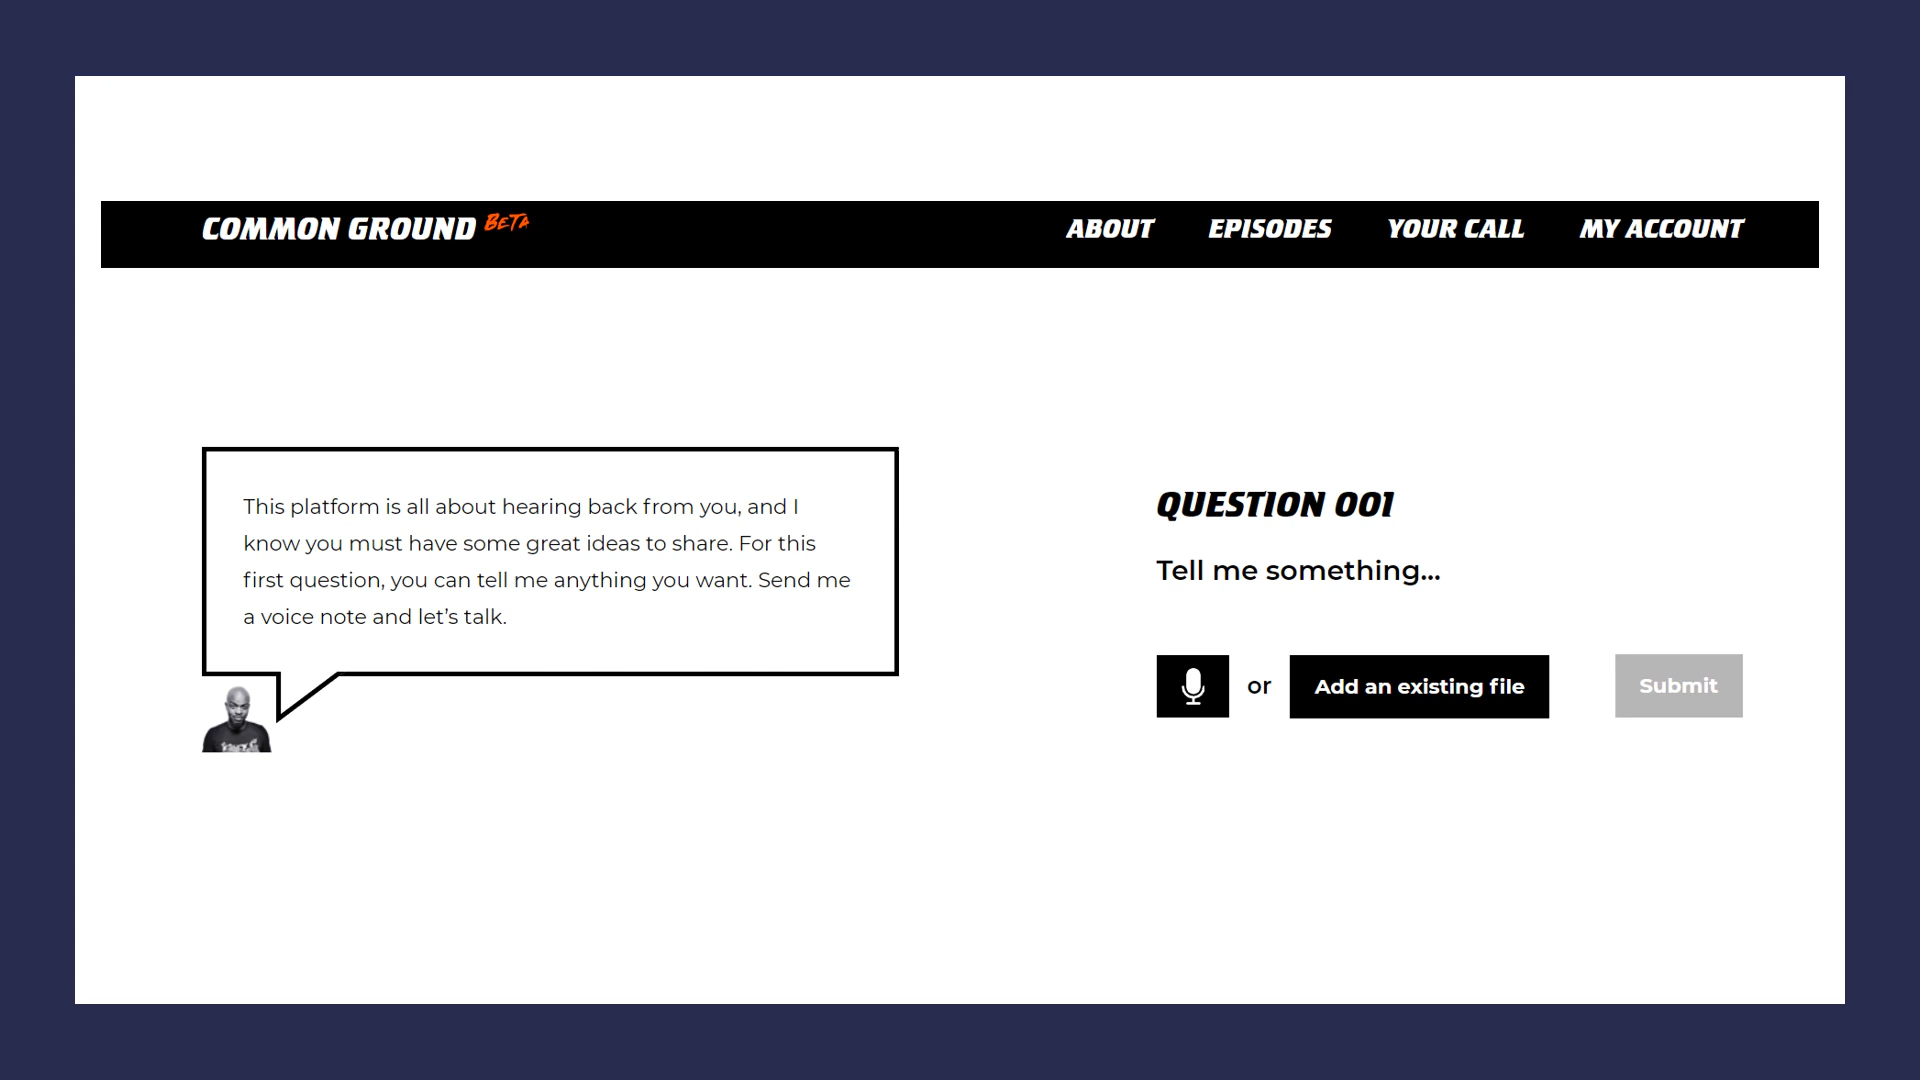 COMMON GROUND BETA
ABOUT EPISODES YOUR CALL MY ACCOUNT
This platform is all about hearing back from you, and I
know you must have some great ideas to share. For this
first question, you can tell me anything you want. Send me
a voice note and let’s talk.
QUESTION 001
Tell me something...
or Add an existing file Submit